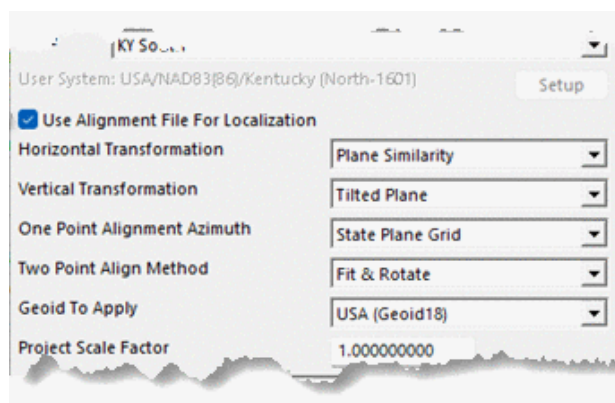 KY
User System: USA/NAD83(86)/Kentucky (North-1601)
Setup
Use Alignment File For Localization
Horizontal Transformation Plane Similarity
Vertical Transformation Tilted Plane
One Point Alignment Azimuth State Plane Grid
Two Point Align Method Fit & Rotate
Geoid To Apply USA (Geoid18)
Project Scale Factor 1.000000000